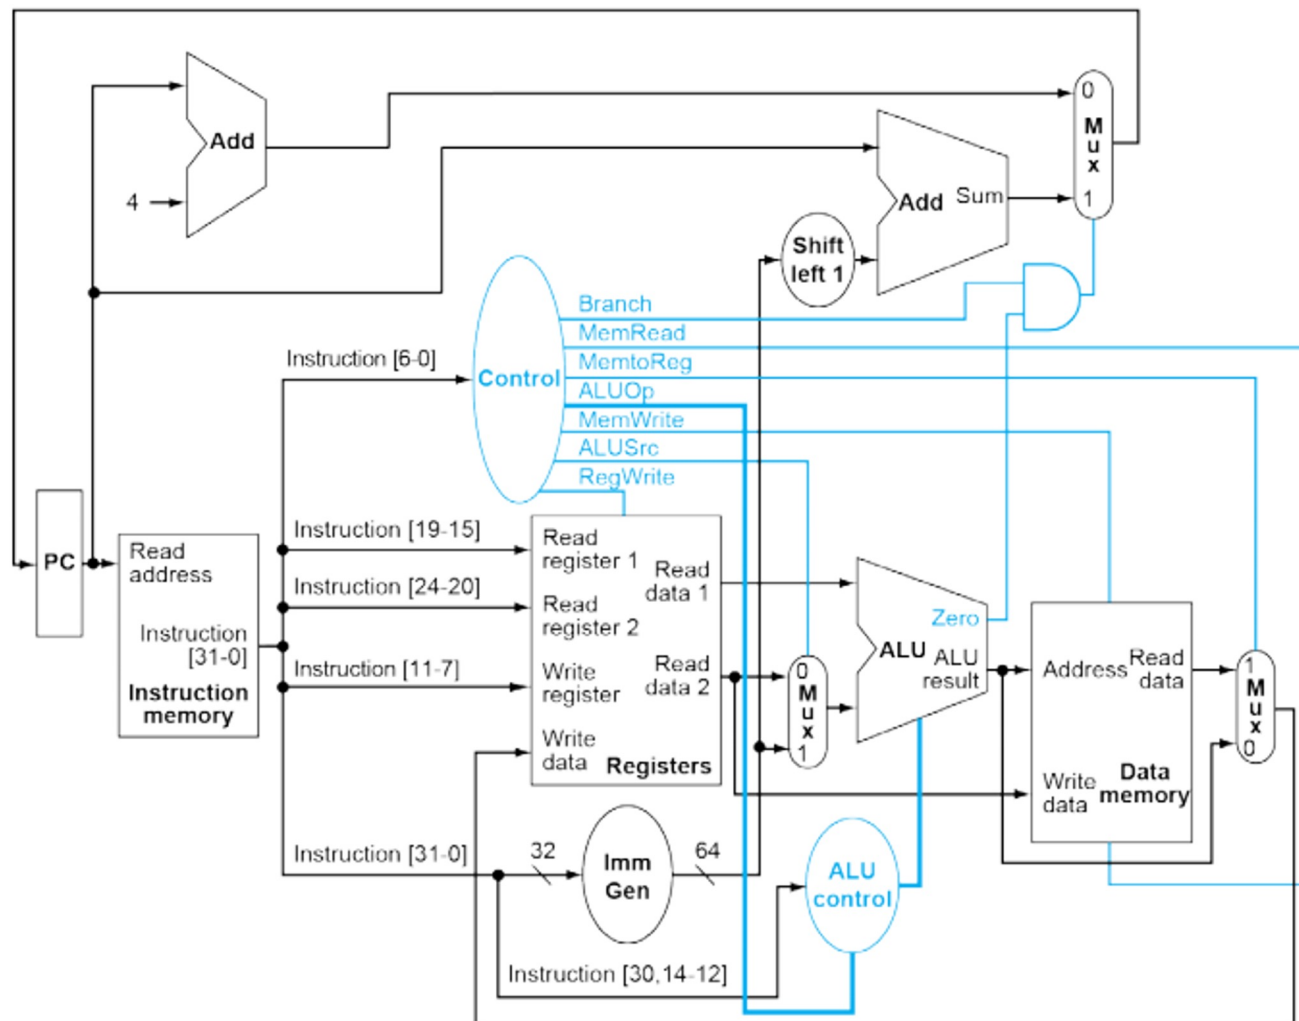 0
Mux
1
Add
4
Add
Sum
Shift
left 1
Branch
MemRead
MemtoReg
ALUOp
MemWrite
ALUSrc
RegWrite
Control
Instruction [6-0]
PC
Read
address
Instruction
[31-0]
Instruction
memory
Instruction [19-15]
Instruction [24-20]
Instruction [11-7]
Instruction [31-0]
Read
register 1
Read
register 2
Write
register
Write
data
Read
data 1
Read
data 2
Registers
0
Mux
1
Zero
ALU
ALU
result
Address
Read
data
Write
data
Data
memory
1
Mux
0
32
Imm
Gen
64
ALU
control
Instruction [30,14-12]